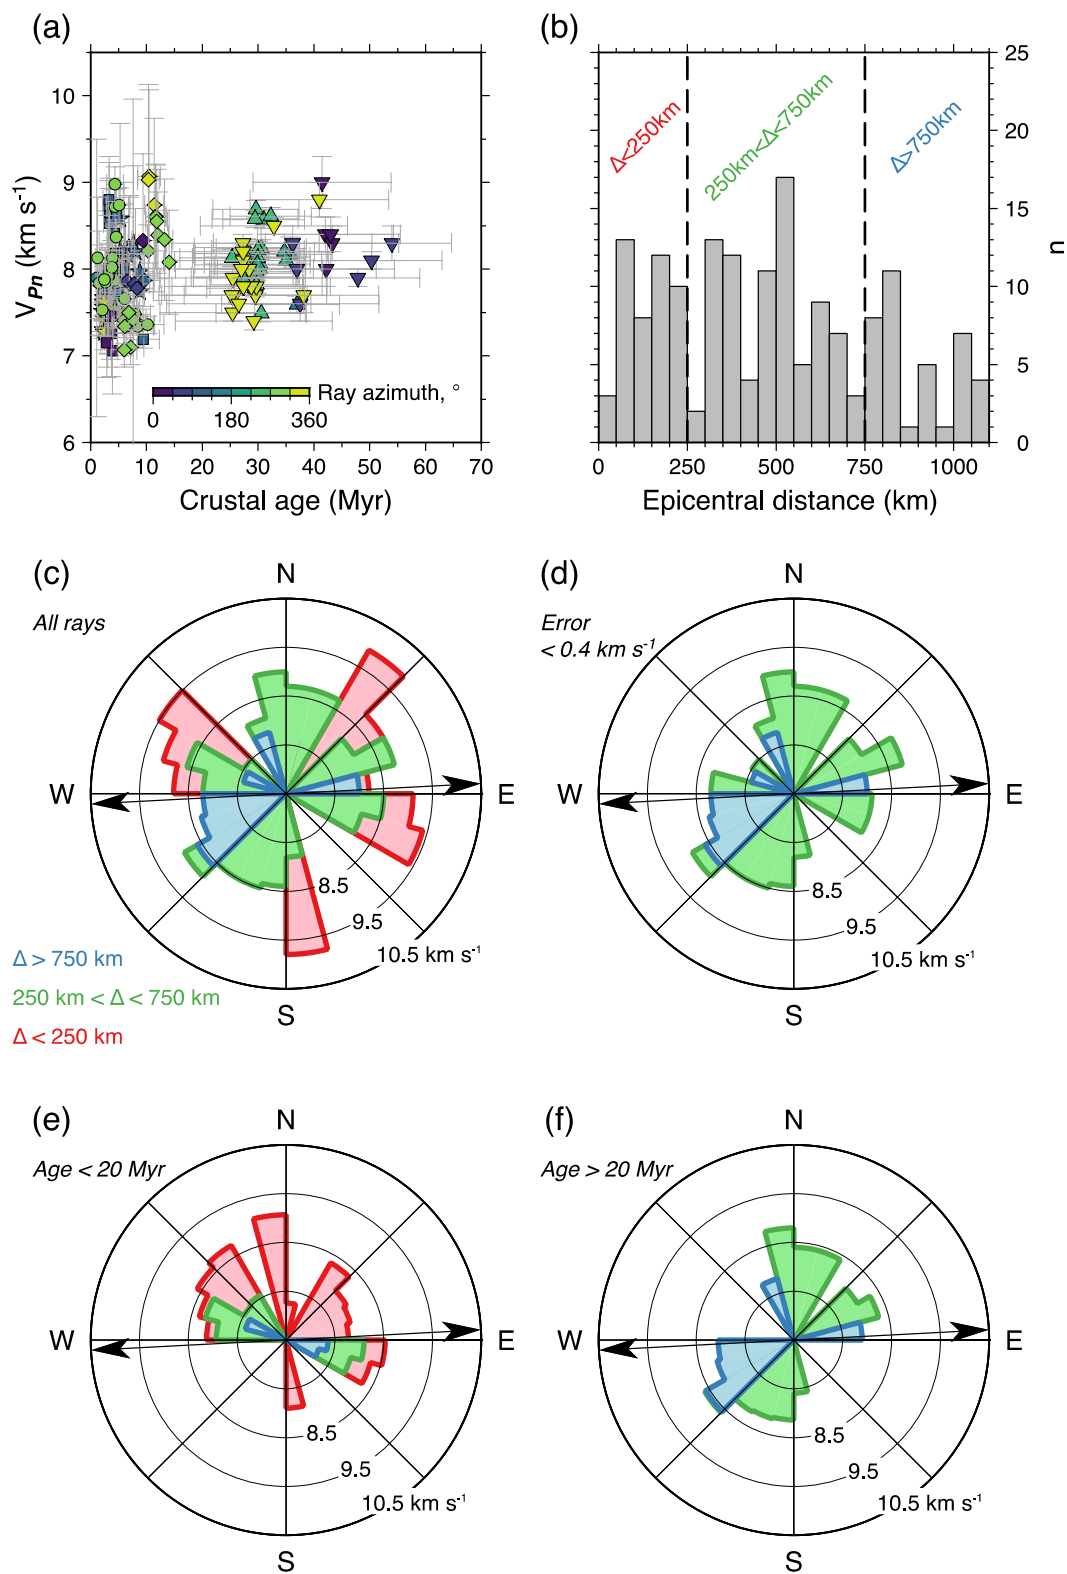 (a)
V_Pn (km s⁻¹)
10
9
8
7
6
Ray azimuth, °
0 180 360
0 10 20 30 40 50 60 70
Crustal age (Myr)
(b)
Δ<250km
250km<Δ<750km
Δ>750km
25
20
15
10
5
0
n
0 250 500 750 1000
Epicentral distance (km)
(c)
All rays
N
W
E
S
8.5
9.5
10.5 km s⁻¹
Δ > 750 km
250 km < Δ < 750 km
Δ < 250 km
(d)
Error
< 0.4 km s⁻¹
N
W
E
S
8.5
9.5
10.5 km s⁻¹
(e)
Age < 20 Myr
N
W
E
S
8.5
9.5
10.5 km s⁻¹
(f)
Age > 20 Myr
N
W
E
S
8.5
9.5
10.5 km s⁻¹